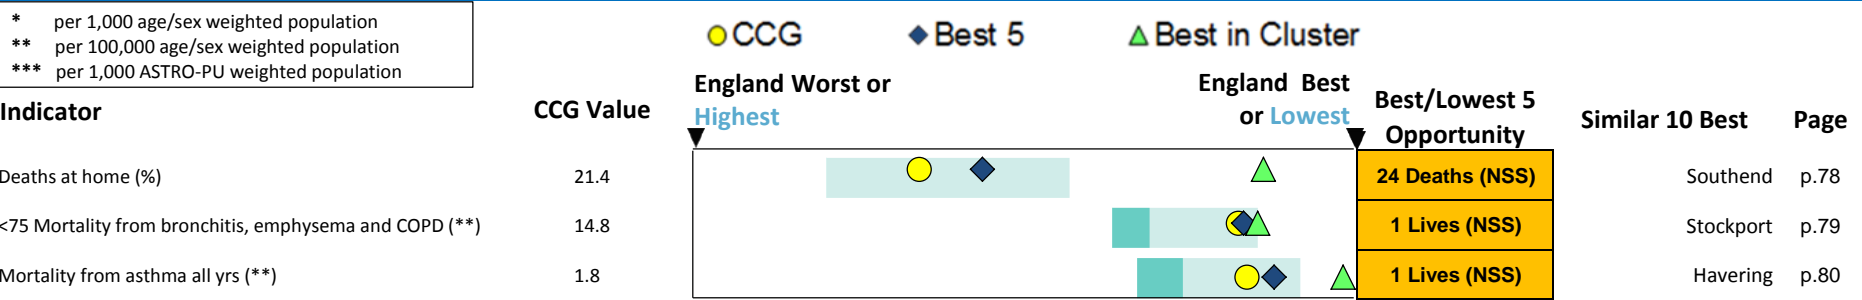 * per 1,000 age/sex weighted population
** per 100,000 age/sex weighted population
*** per 1,000 ASTRO-PU weighted population
CCG Best 5 Best in Cluster
Indicator CCG Value England Worst or Highest England Best or Lowest Best/Lowest 5 Opportunity Similar 10 Best Page
Deaths at home (%) 21.4 24 Deaths (NSS) Southend p.78
<75 Mortality from bronchitis, emphysema and COPD (**) 14.8 1 Lives (NSS) Stockport p.79
Mortality from asthma all yrs (**) 1.8 1 Lives (NSS) Havering p.80